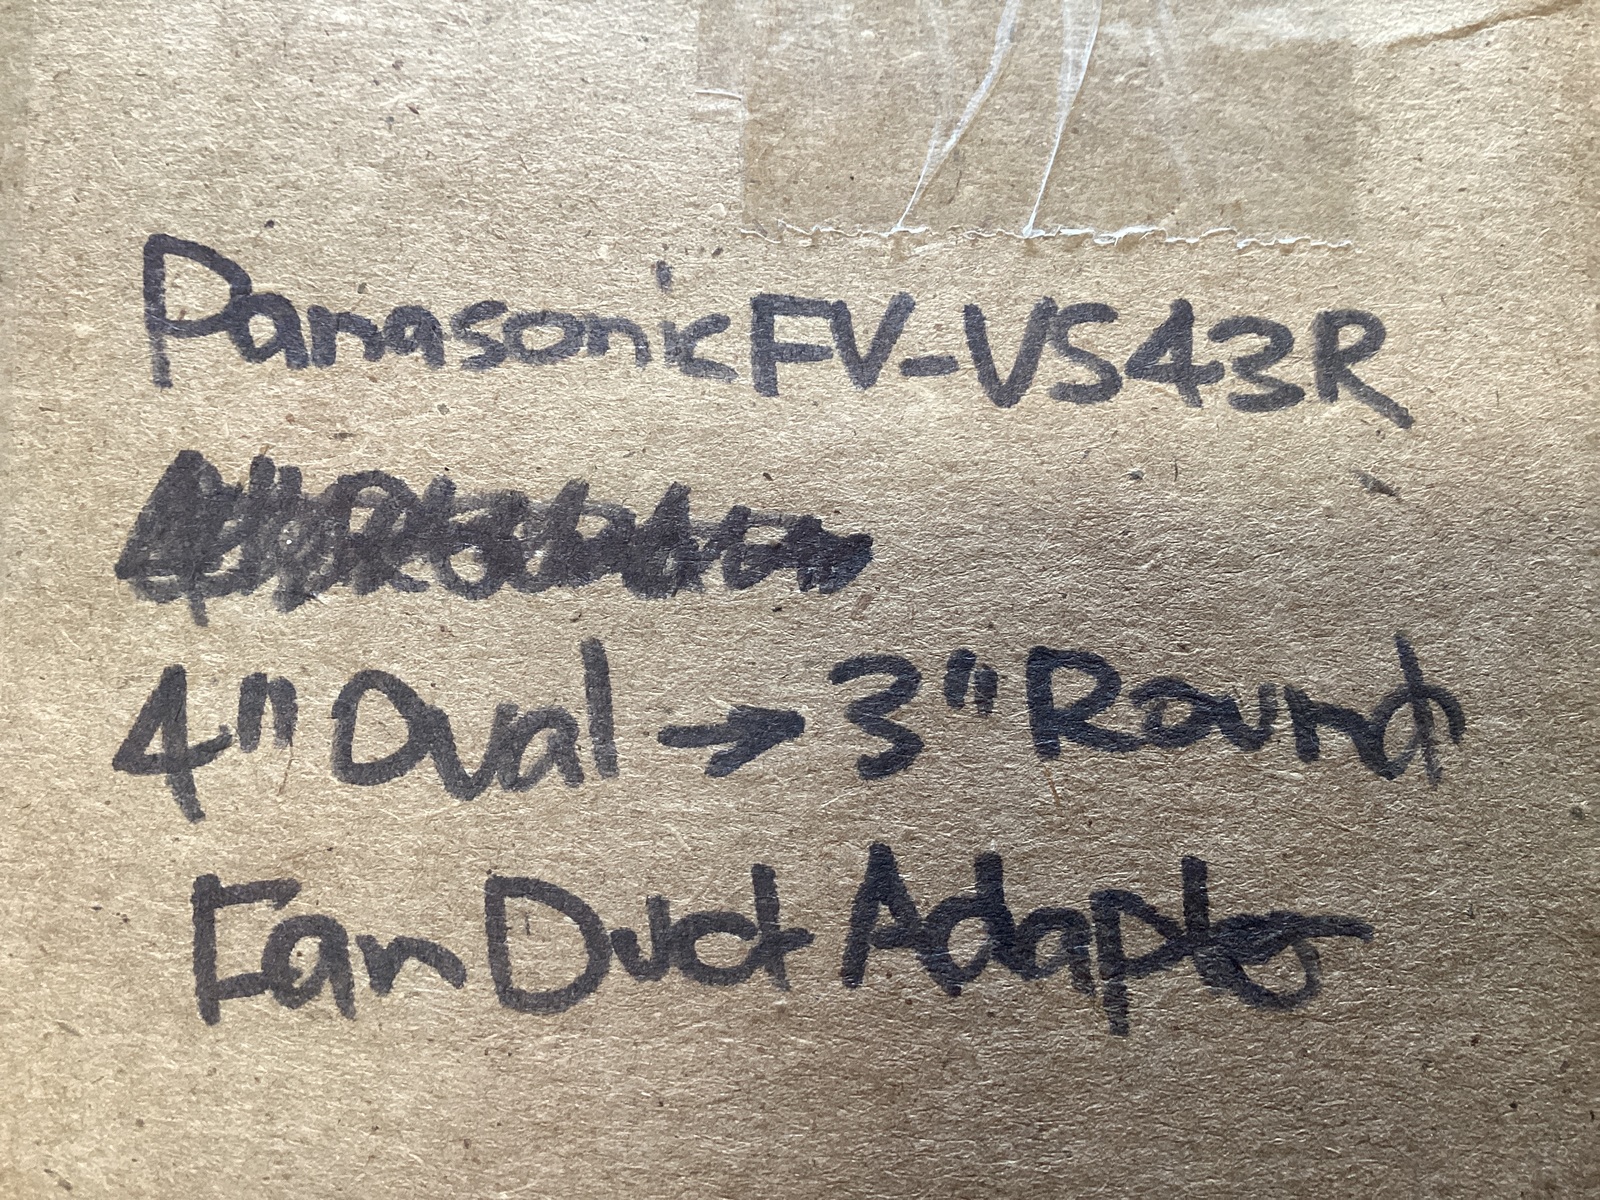 Panasonic FV-VS43R
4" Oval → 3" Round
Fan Duct Adapter